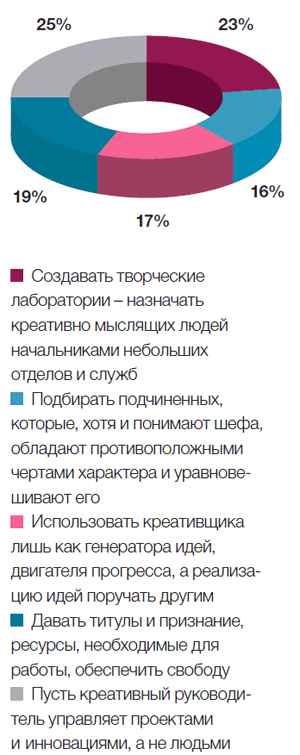 25%
23%
19%
16%
17%
Создавать творческие
лаборатории – назначать
креативно мыслящих людей
начальниками небольших
отделов и служб
Подбирать подчиненных,
которые, хотя и понимают шефа,
обладают противоположными
чертами характера и уравнове-
шивают его
Использовать креативщика
лишь как генератора идей,
двигателя прогресса, а реализа-
цию идей поручать другим
Давать титулы и признание,
ресурсы, необходимые для
работы, обеспечить свободу
Пусть креативный руководи-
тель управляет проектами
и инновациями, а не людьми